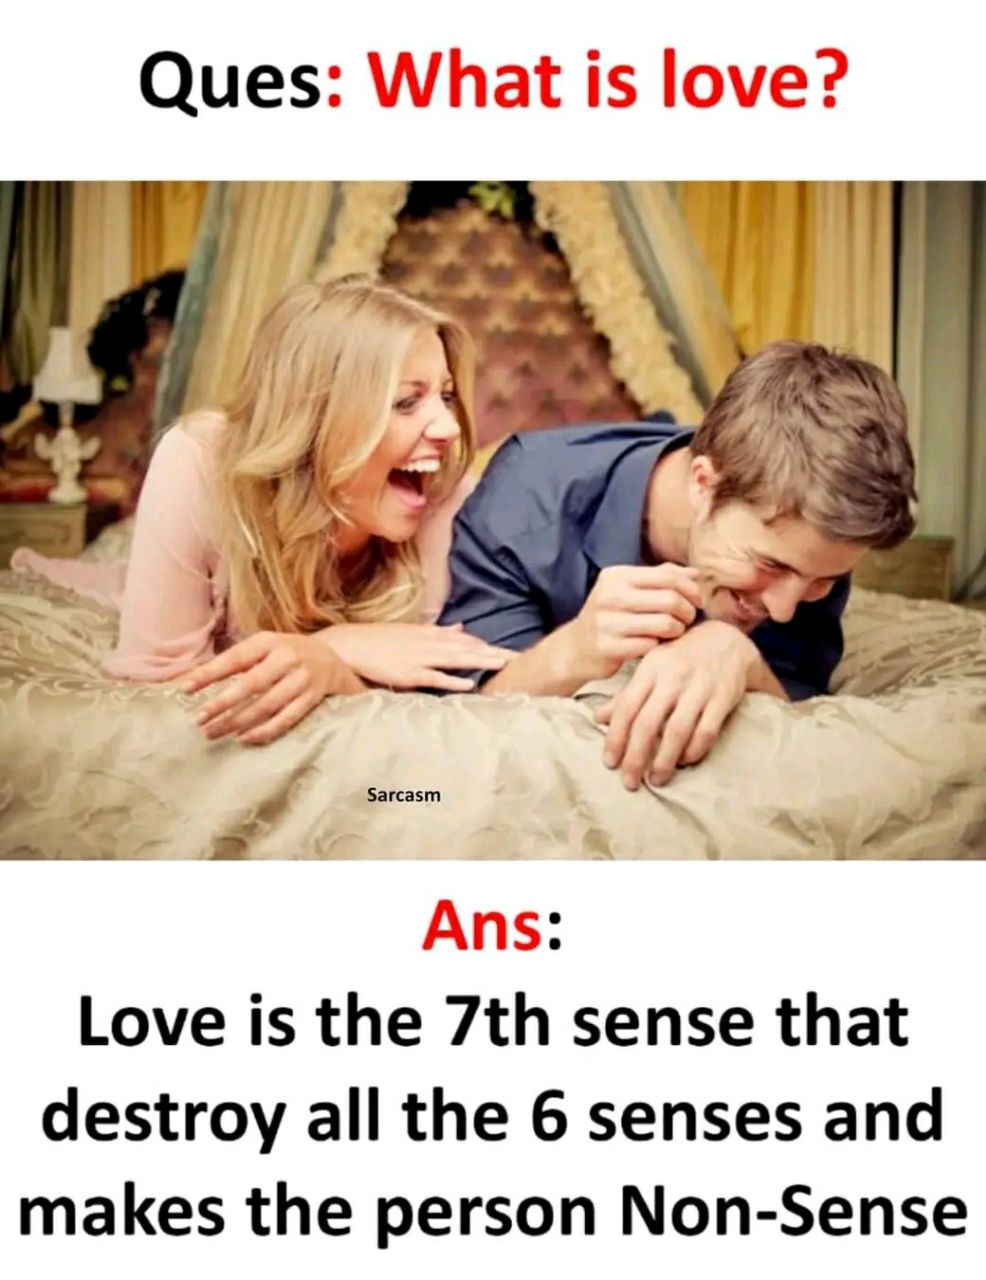 Ques: What is love?
Sarcasm
Ans:
Love is the 7th sense that
destroy all the 6 senses and
makes the person Non-Sense